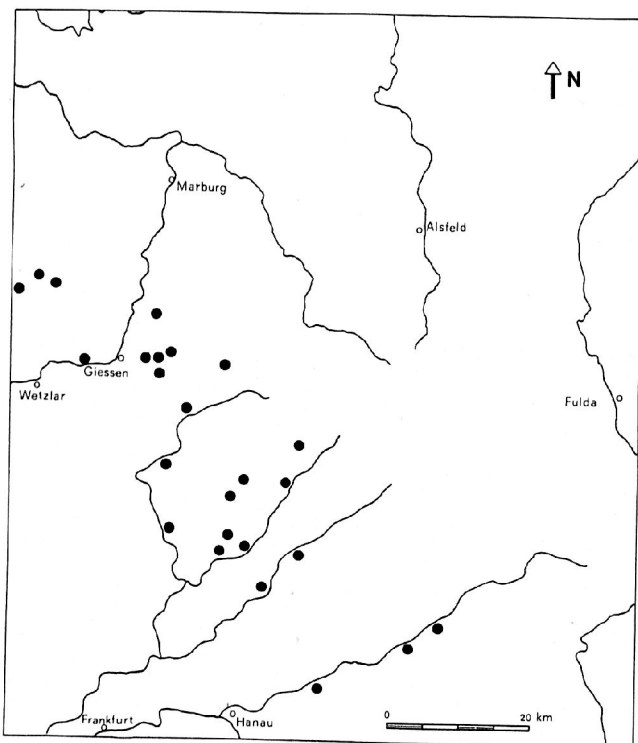 N
Marburg
Alsfeld
Giessen
Wetzlar
Fulda
Frankfurt
Hanau
0 20 km